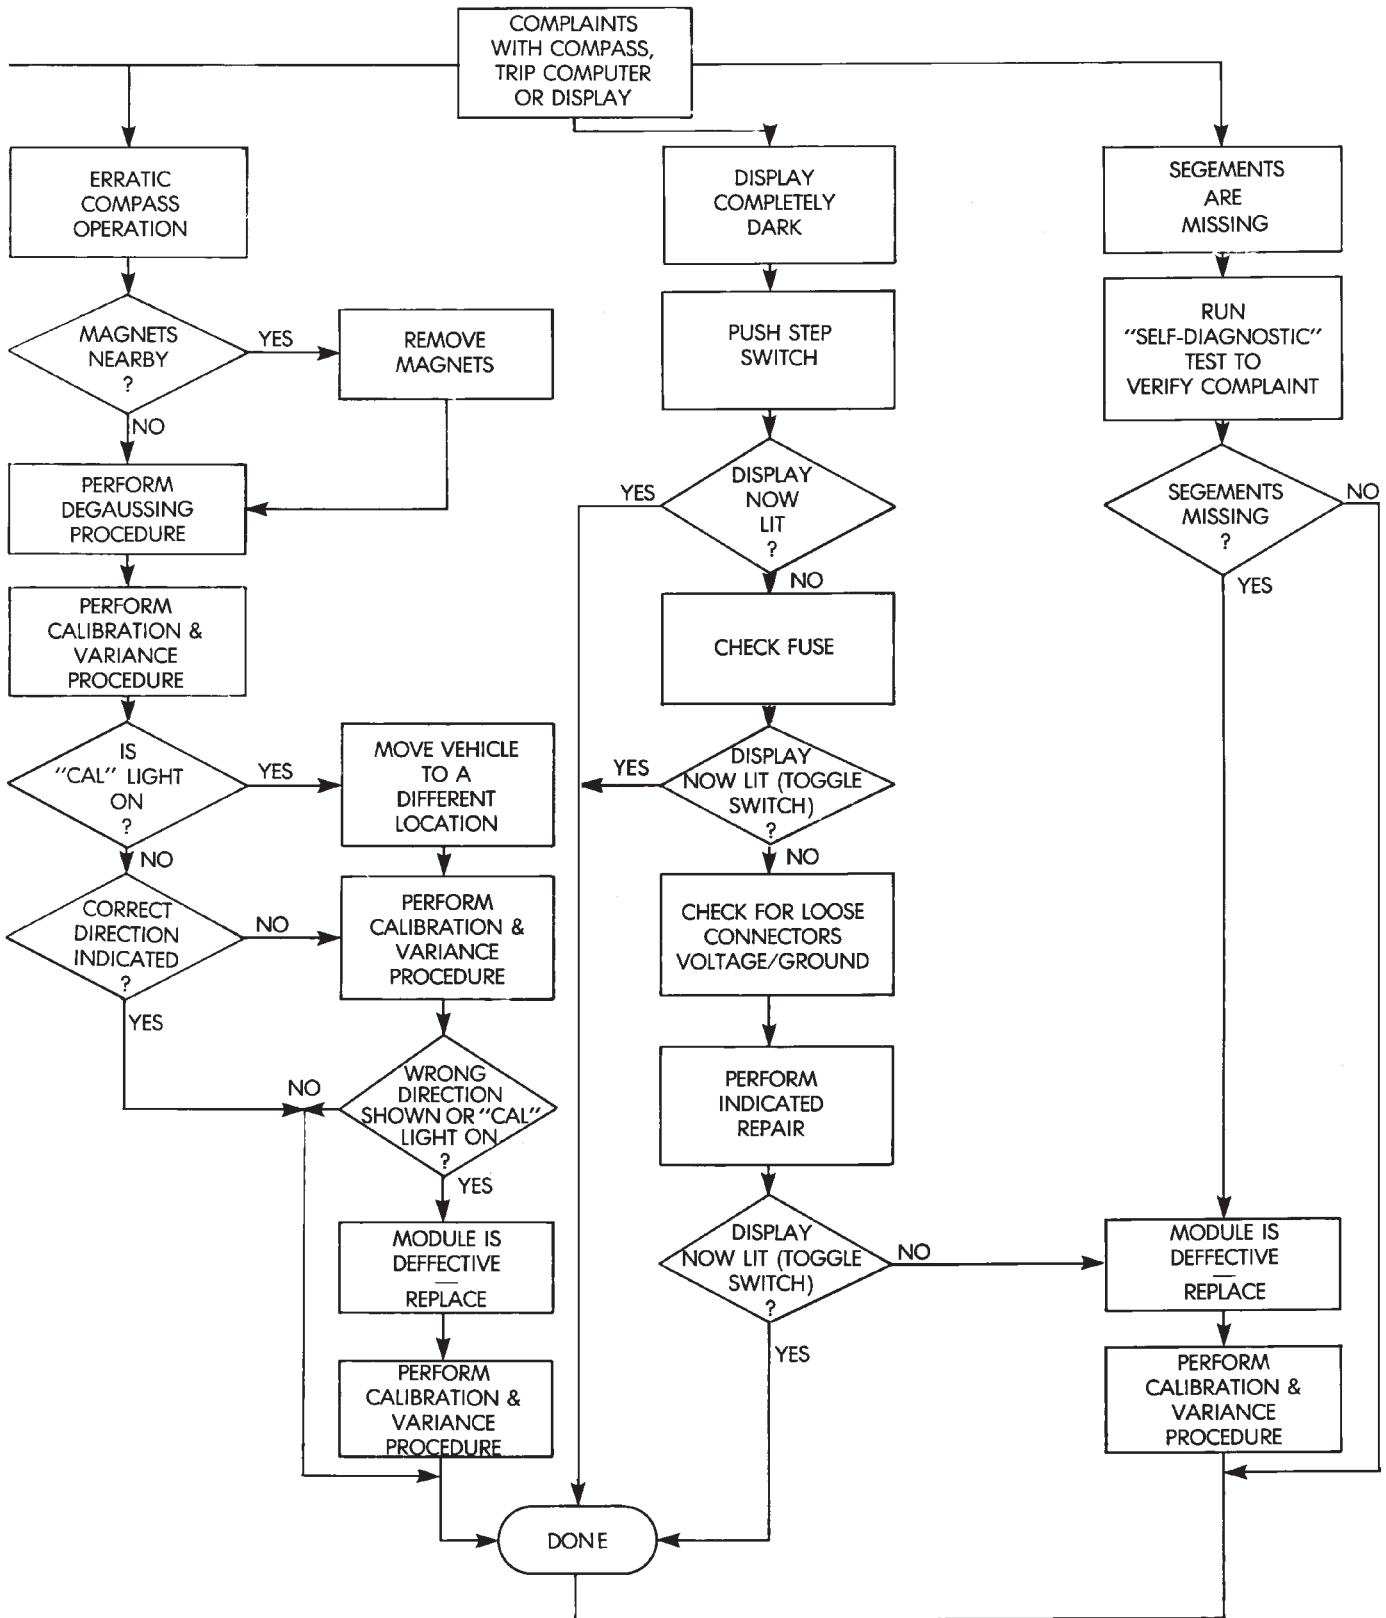 COMPLAINTS
WITH COMPASS,
TRIP COMPUTER
OR DISPLAY
ERRATIC
COMPASS
OPERATION
MAGNETS
NEARBY
?
YES
REMOVE
MAGNETS
NO
PERFORM
DEGAUSSING
PROCEDURE
PERFORM
CALIBRATION &
VARIANCE
PROCEDURE
IS
"CAL" LIGHT
ON
?
YES
MOVE VEHICLE
TO A
DIFFERENT
LOCATION
NO
CORRECT
DIRECTION
INDICATED
?
NO
PERFORM
CALIBRATION &
VARIANCE
PROCEDURE
YES
NO
WRONG
DIRECTION
SHOWN OR "CAL"
LIGHT ON
?
YES
MODULE IS
DEFFECTIVE
—
REPLACE
PERFORM
CALIBRATION &
VARIANCE
PROCEDURE
DISPLAY
COMPLETELY
DARK
PUSH STEP
SWITCH
DISPLAY
NOW
LIT
?
YES
NO
CHECK FUSE
DISPLAY
NOW LIT (TOGGLE
SWITCH)
?
YES
NO
CHECK FOR LOOSE
CONNECTORS
VOLTAGE/GROUND
PERFORM
INDICATED
REPAIR
DISPLAY
NOW LIT (TOGGLE
SWITCH)
?
NO
YES
DONE
SEGEMENTS
ARE
MISSING
RUN
"SELF-DIAGNOSTIC"
TEST TO
VERIFY COMPLAINT
SEGEMENTS
MISSING
?
NO
YES
MODULE IS
DEFFECTIVE
—
REPLACE
PERFORM
CALIBRATION &
VARIANCE
PROCEDURE